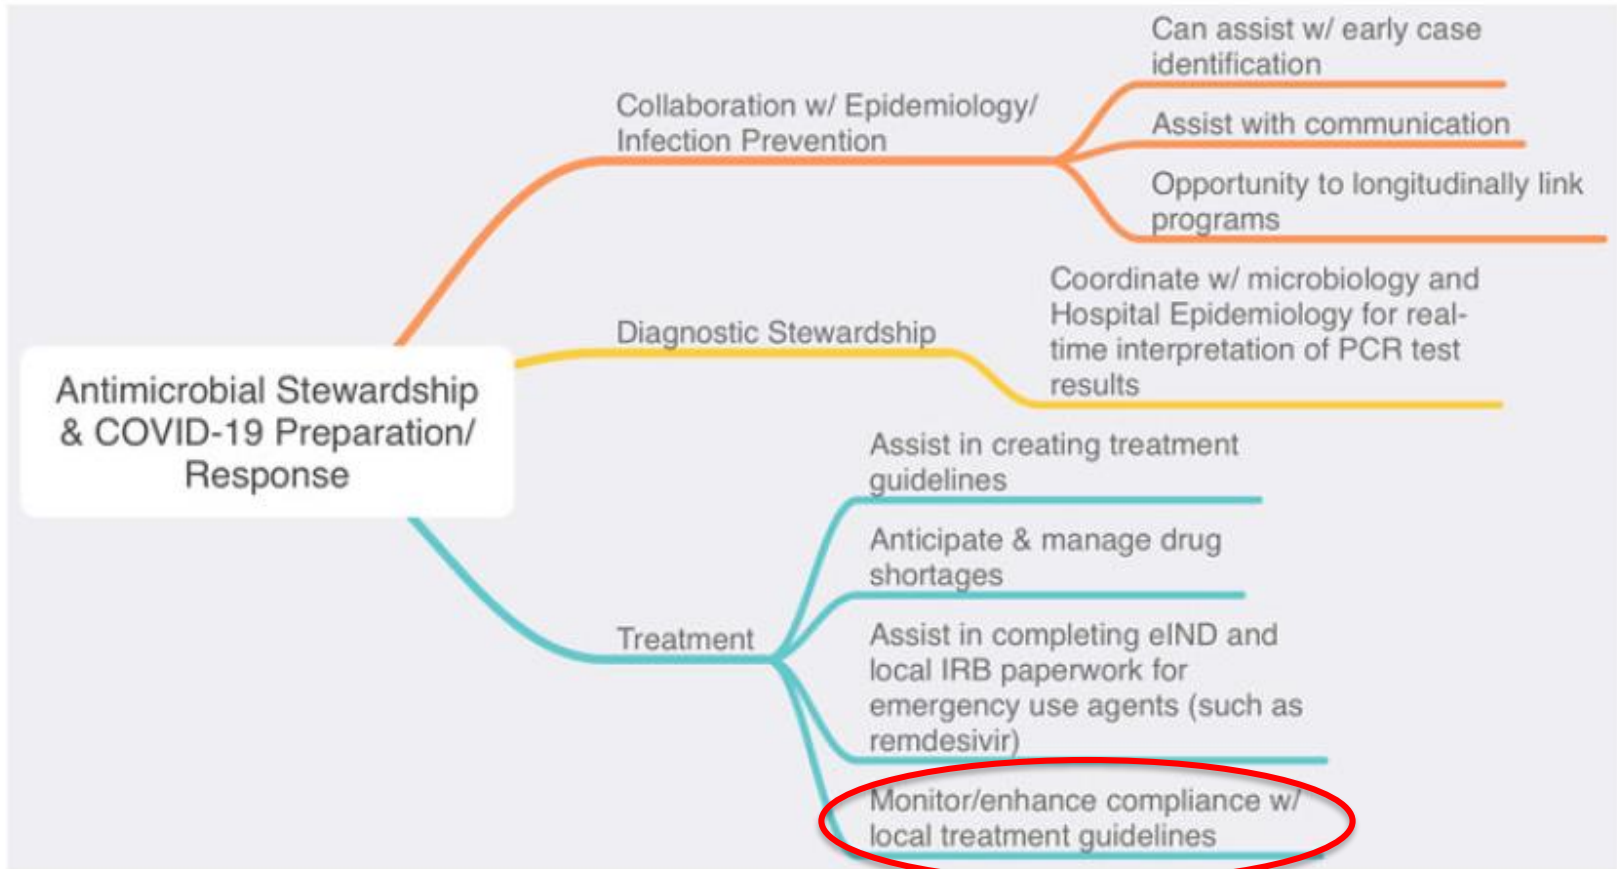 Can assist w/ early case
identification
Collaboration w/ Epidemiology/
Infection Prevention
Assist with communication
Opportunity to longitudinally link
programs
Diagnostic Stewardship
Coordinate w/ microbiology and
Hospital Epidemiology for real-
time interpretation of PCR test
results
Antimicrobial Stewardship
& COVID-19 Preparation/
Response
Treatment
Assist in creating treatment
guidelines
Anticipate & manage drug
shortages
Assist in completing eIND and
local IRB paperwork for
emergency use agents (such as
remdesivir)
Monitor/enhance compliance w/
local treatment guidelines